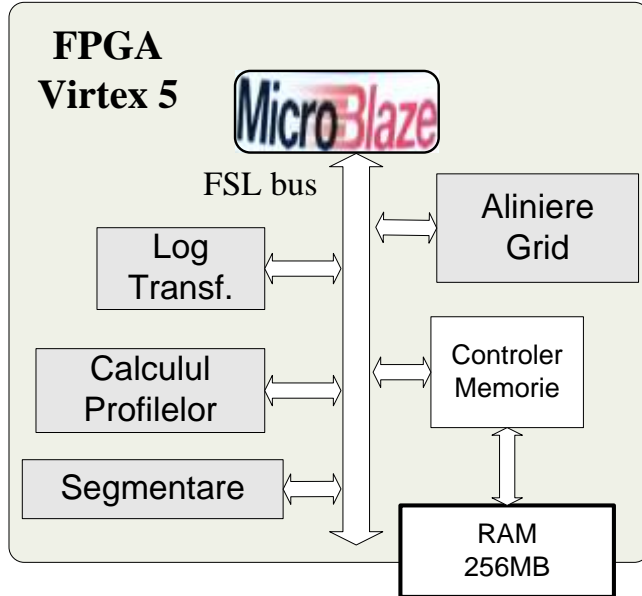 FPGA
Virtex 5
MicroBlaze
FSL bus
Aliniere
Grid
Log
Transf.
Controler
Memorie
Calculul
Profilelor
Segmentare
RAM
256MB